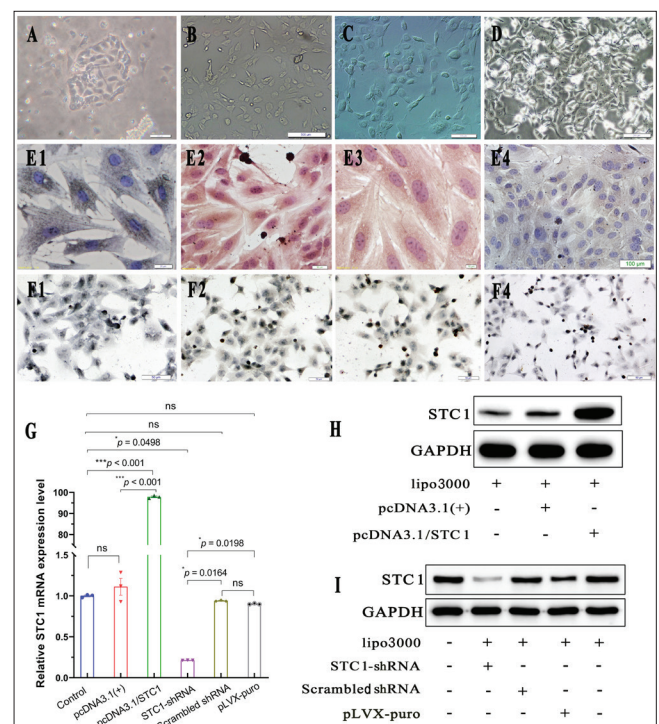 A
B
C
D
E1
E2
E3
E4
100 µm
F1
F2
F4
G
ns
ns
*p = 0.0498
***p < 0.001
***p < 0.001
*p = 0.0198
ns
*p = 0.0164
ns
Relative STC1 mRNA expression level
100
90
80
70
60
1.5
1.0
0.5
0.0
Control
pcDNA3.1(+)
pcDNA3.1/STC1
STC1-shRNA
Scrambled shRNA
pLVX-puro
H
STC1
GAPDH
lipo3000 + + +
pcDNA3.1(+) - + -
pcDNA3.1/STC1 - - +
I
STC1
GAPDH
lipo3000 - + + + +
STC1-shRNA - + - - -
Scrambled shRNA - - + - -
pLVX-puro - - - + -